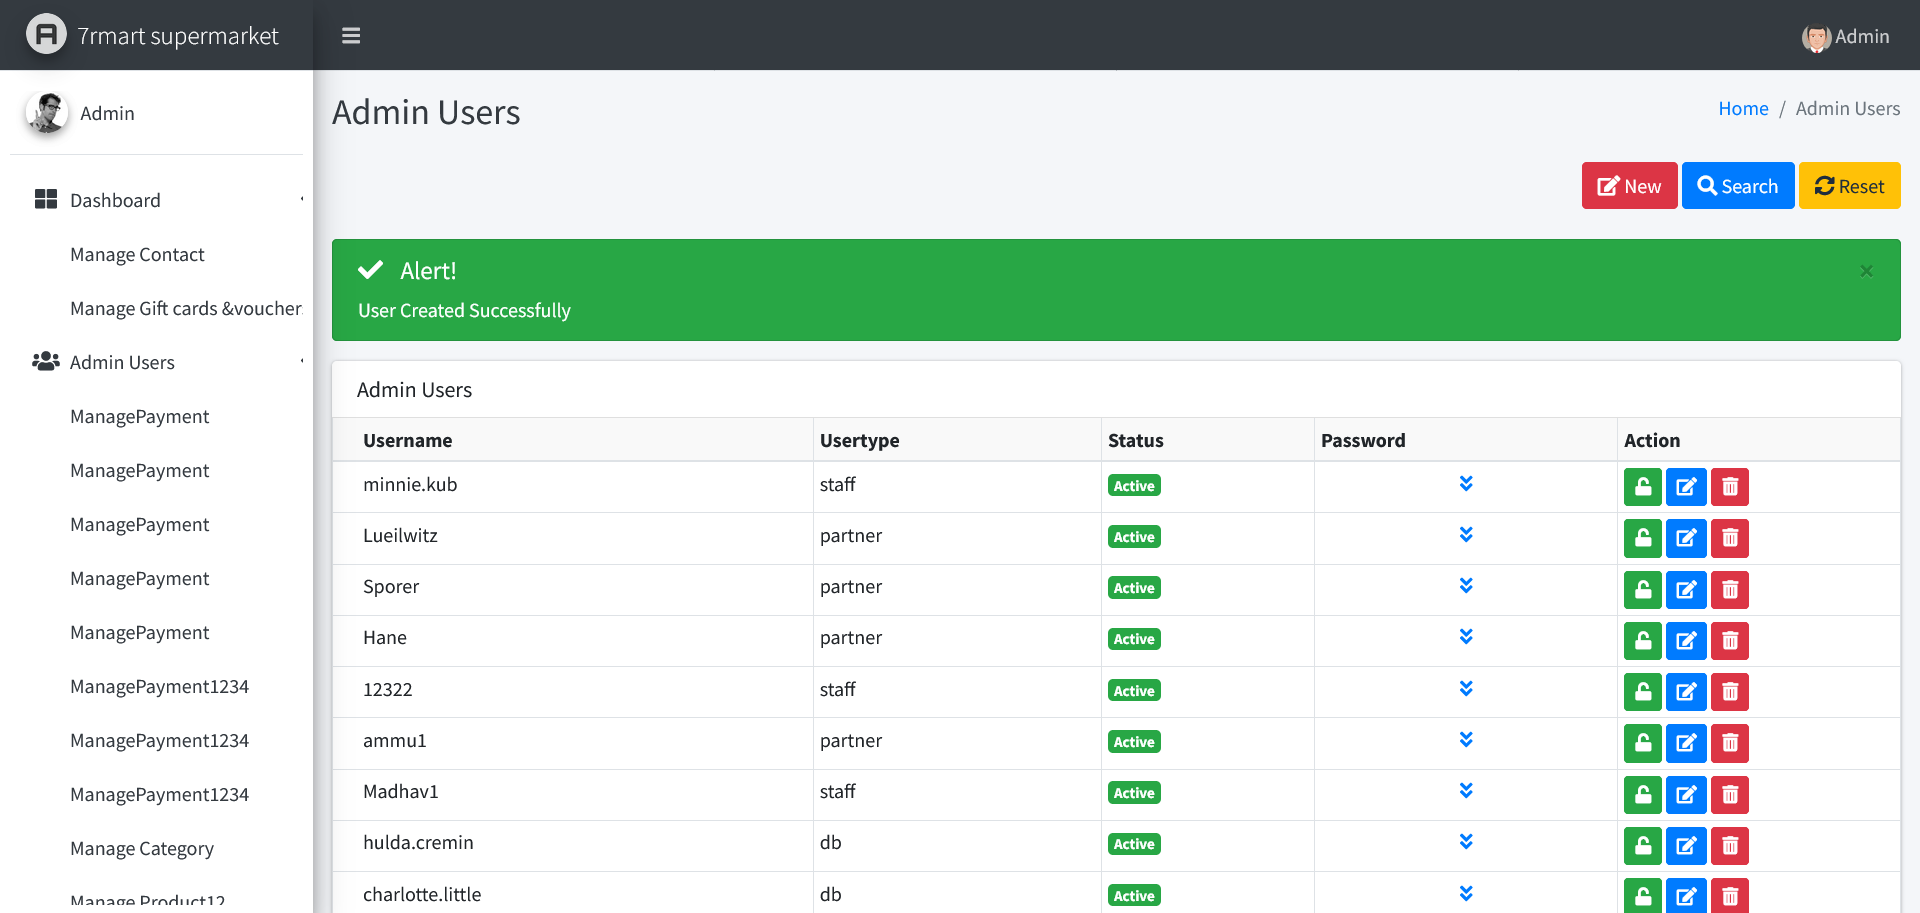 7rmart supermarket
Admin
Admin
Dashboard
Manage Contact
Manage Gift cards &voucher
Admin Users
ManagePayment
ManagePayment
ManagePayment
ManagePayment
ManagePayment
ManagePayment1234
ManagePayment1234
ManagePayment1234
Manage Category
Manage Product12
Admin Users
Home / Admin Users
New Search Reset
Alert! ×
User Created Successfully
Admin Users
Username Usertype Status Password Action
minnie.kub staff Active
Lueilwitz partner Active
Sporer partner Active
Hane partner Active
12322 staff Active
ammu1 partner Active
Madhav1 staff Active
hulda.cremin db Active
charlotte.little db Active